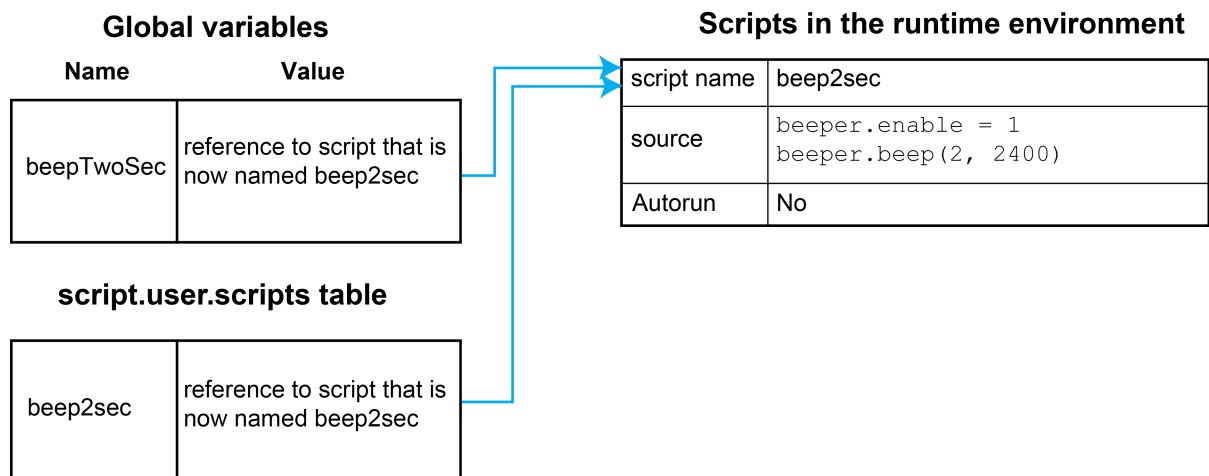 Global variables
Name Value
beepTwoSec
reference to script that is
now named beep2sec
script.user.scripts table
beep2sec
reference to script that is
now named beep2sec
Scripts in the runtime environment
script name beep2sec
source
beeper.enable = 1
beeper.beep(2, 2400)
Autorun No